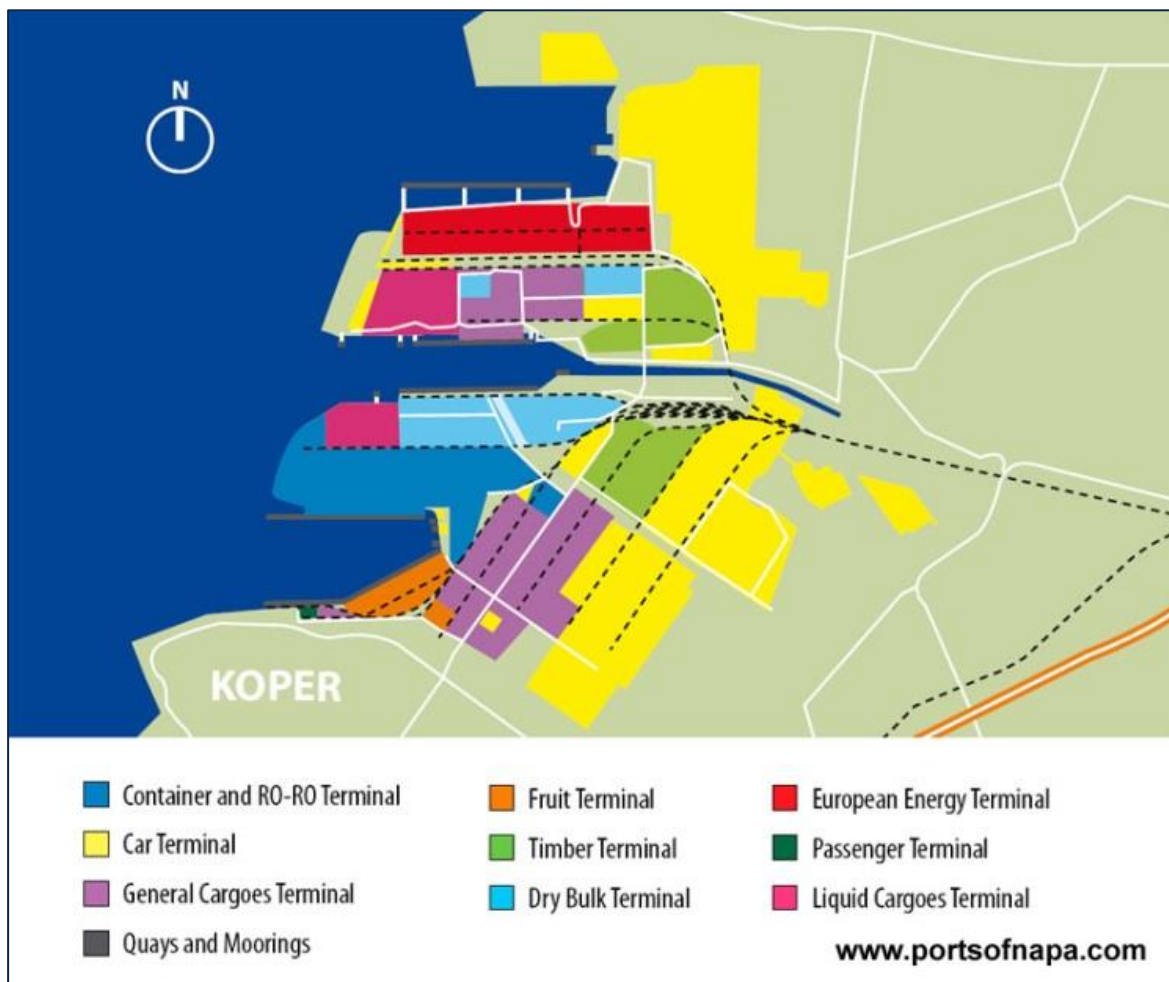 N
KOPER
Container and RO-RO Terminal
Car Terminal
General Cargoes Terminal
Quays and Moorings
Fruit Terminal
Timber Terminal
Dry Bulk Terminal
European Energy Terminal
Passenger Terminal
Liquid Cargoes Terminal
www.portsofnapa.com